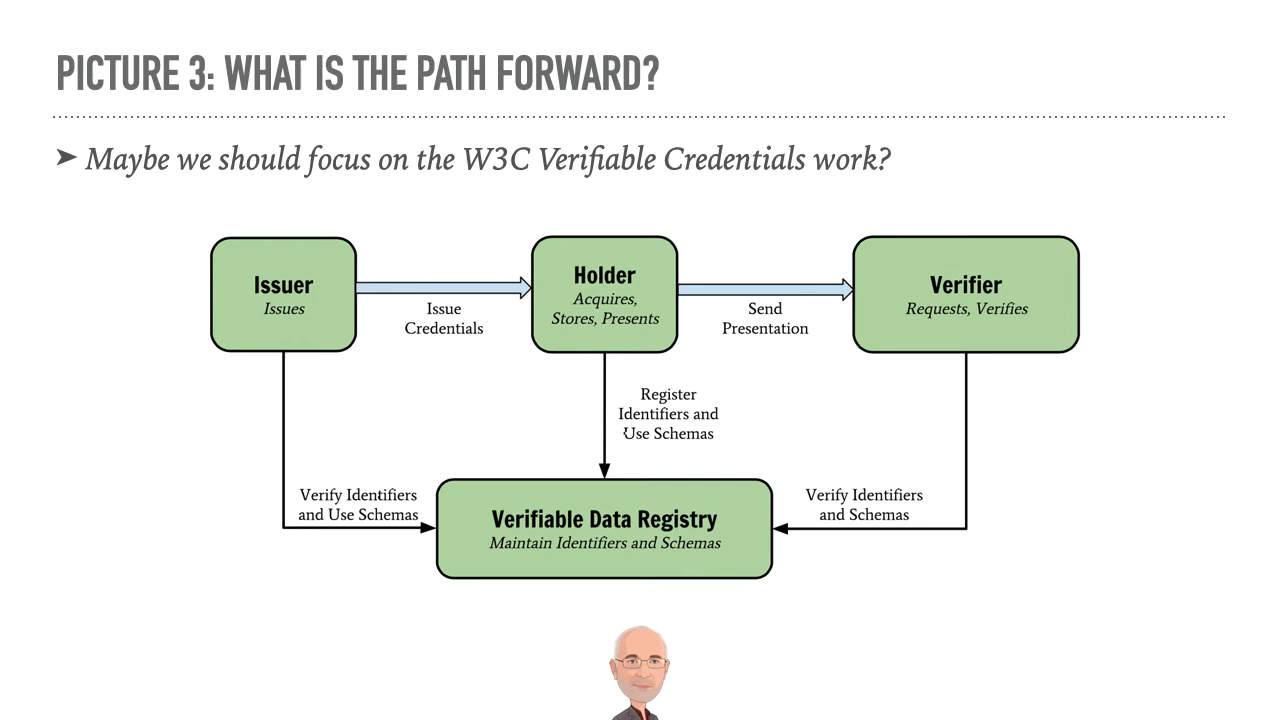 PICTURE 3: WHAT IS THE PATH FORWARD?
➤ Maybe we should focus on the W3C Verifiable Credentials work?
Issuer
Issues
Issue
Credentials
Holder
Acquires,
Stores, Presents
Send
Presentation
Verifier
Requests, Verifies
Register
Identifiers and
Use Schemas
Verify Identifiers
and Use Schemas
Verifiable Data Registry
Maintain Identifiers and Schemas
Verify Identifiers
and Schemas